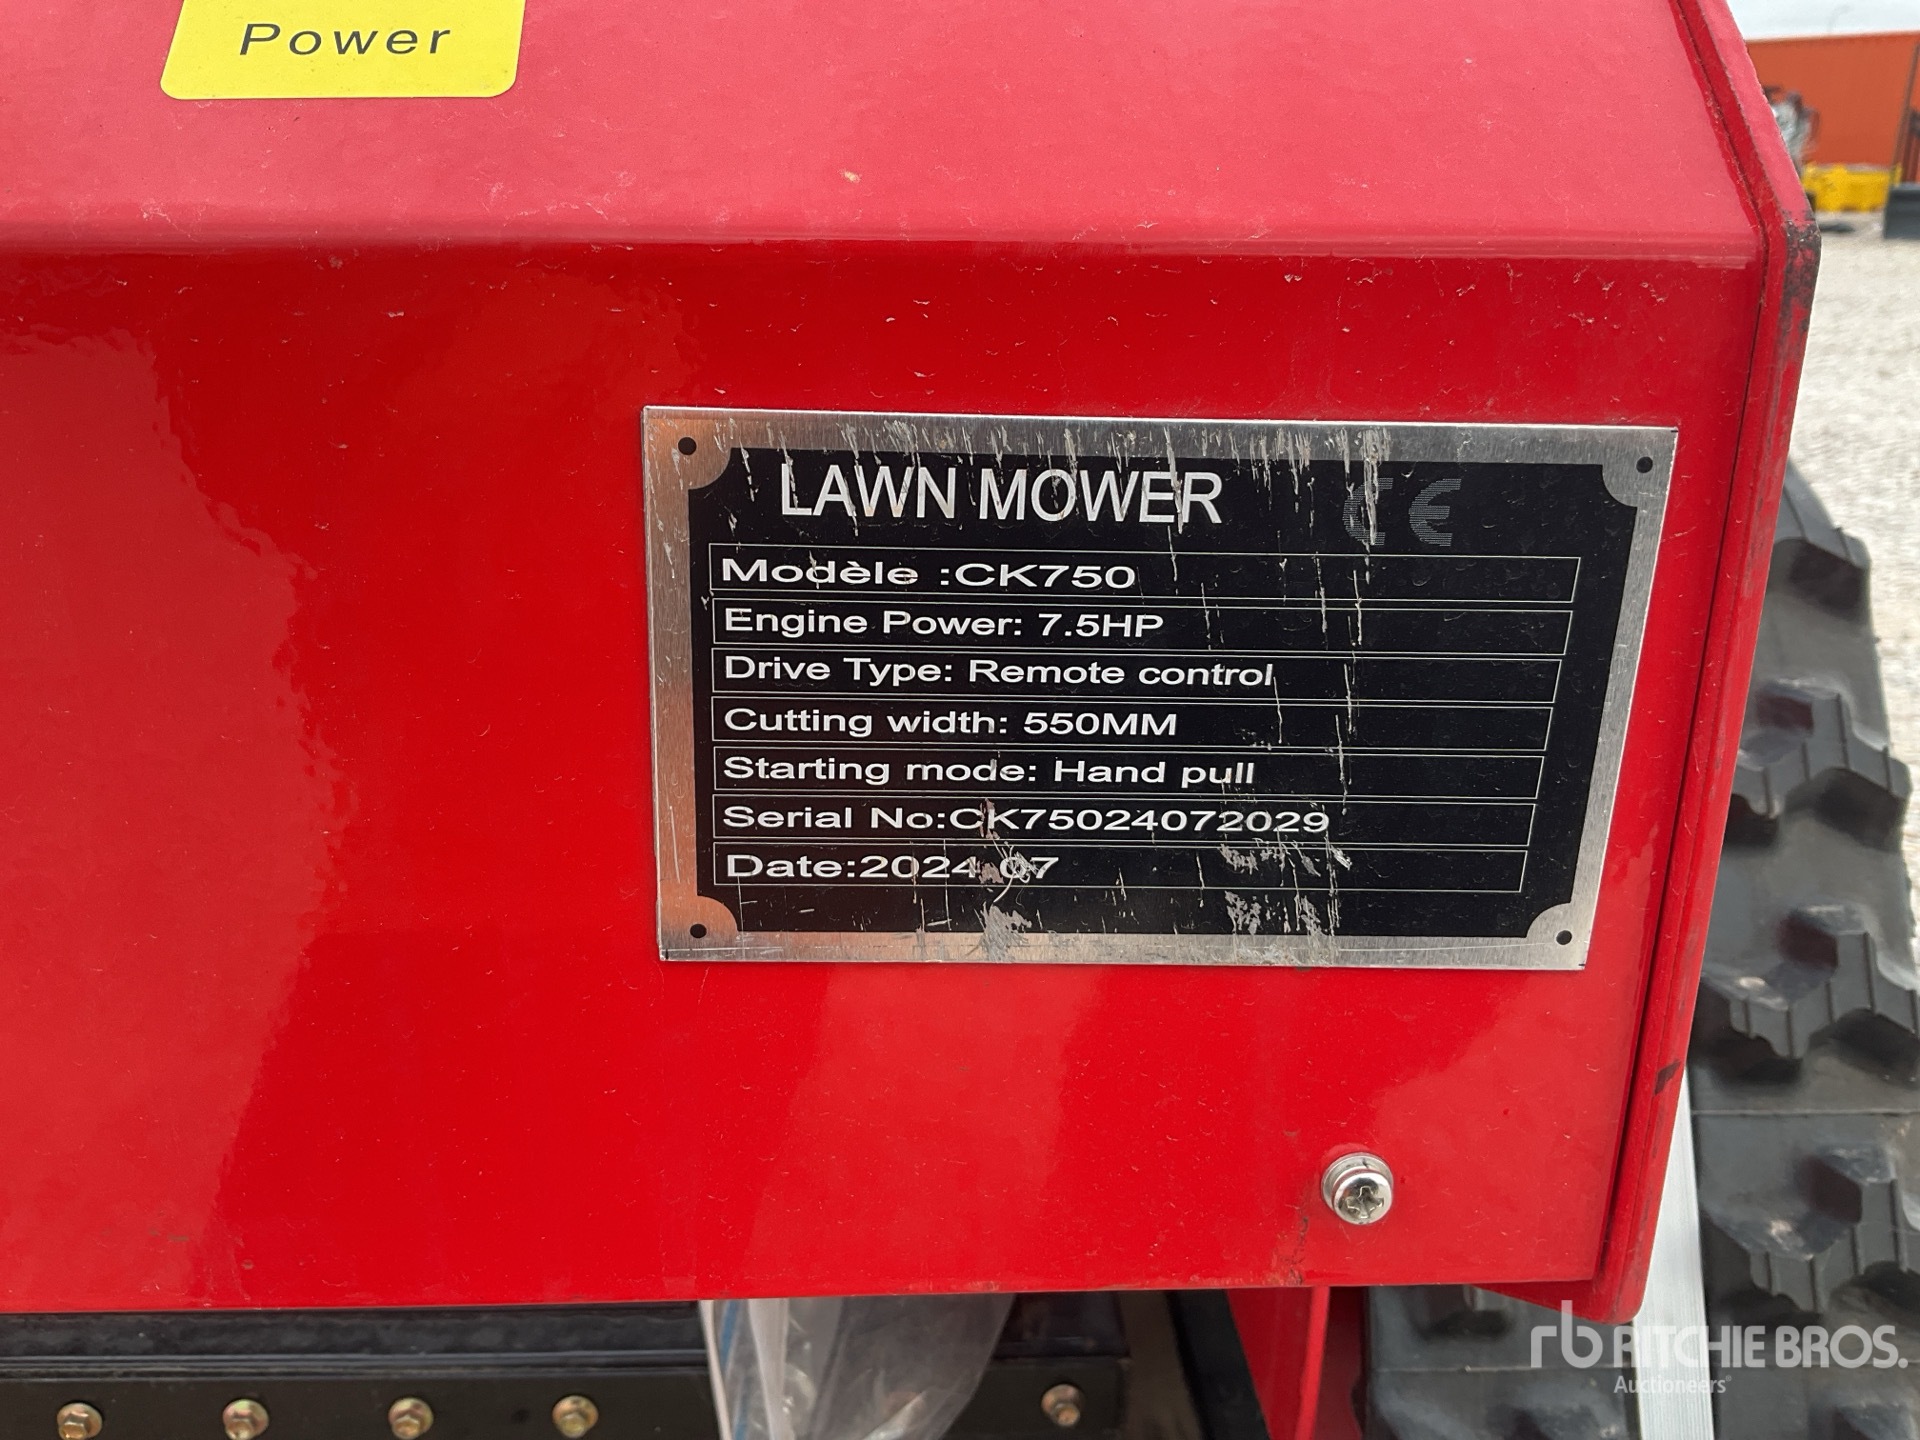 Power
LAWN MOWER CE
Modèle :CK750
Engine Power: 7.5HP
Drive Type: Remote control
Cutting width: 550MM
Starting mode: Hand pull
Serial No:CK75024072029
Date:2024.07
rb RITCHIE BROS.
Auctioneers